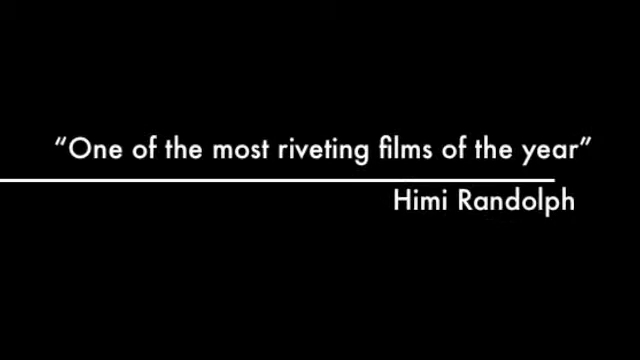 “One of the most riveting films of the year”
Himi Randolph